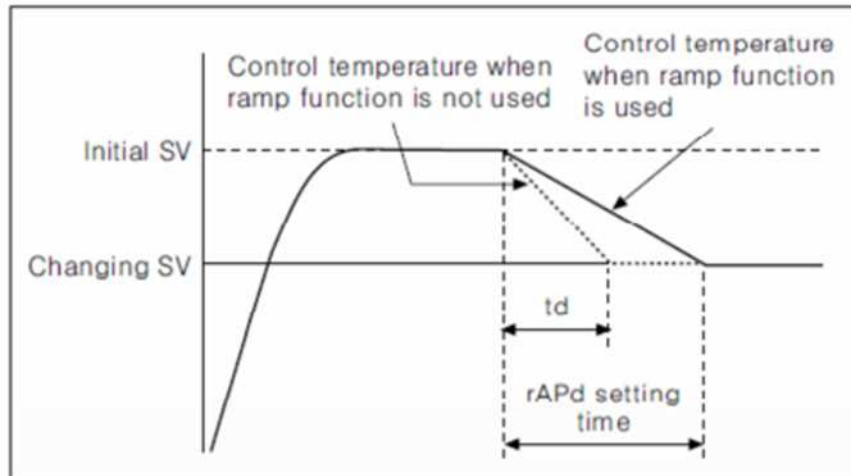 Control temperature when
ramp function is not used
Control temperature
when ramp function
is used
Initial SV
Changing SV
td
rAPd setting
time